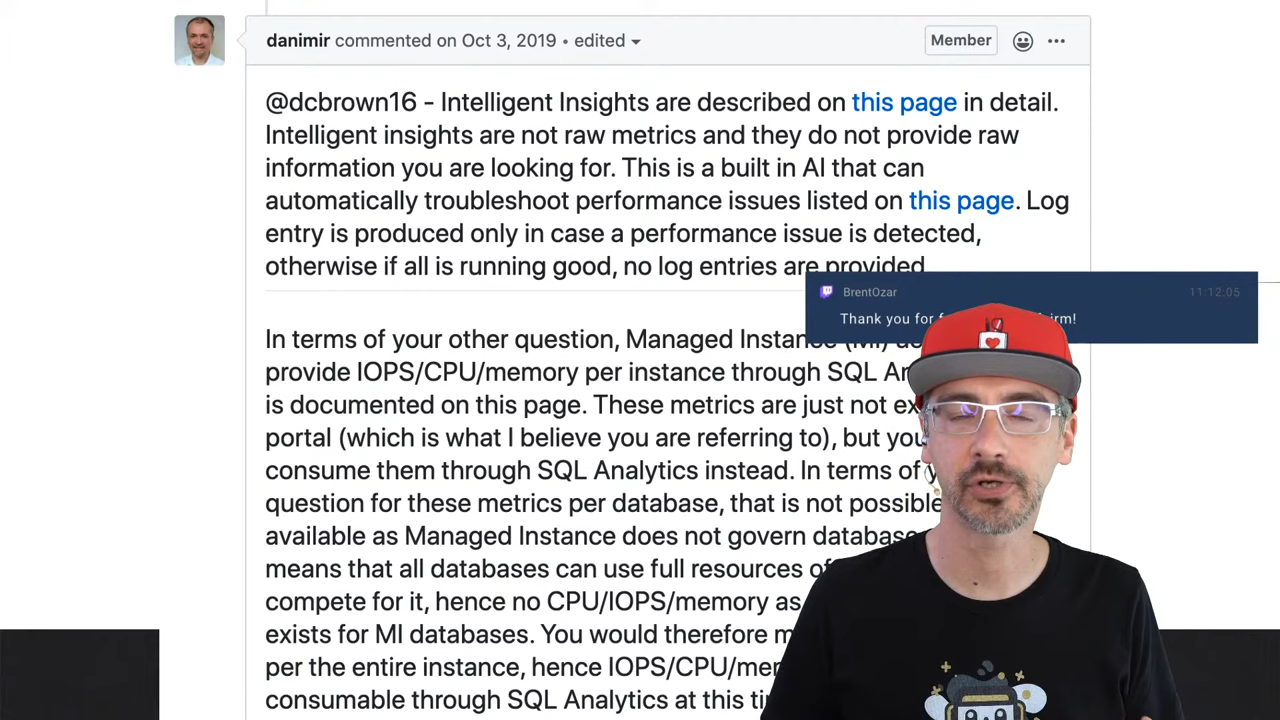 danimir commented on Oct 3, 2019 • edited
Member
@dcbrown16 - Intelligent Insights are described on this page in detail.
Intelligent insights are not raw metrics and they do not provide raw
information you are looking for. This is a built in AI that can
automatically troubleshoot performance issues listed on this page. Log
entry is produced only in case a performance issue is detected,
otherwise if all is running good, no log entries are provided
BrentOzar
11:12:05
Thank you for
In terms of your other question, Managed Instance (MI)
provide IOPS/CPU/memory per instance through SQL
is documented on this page. These metrics are just not
portal (which is what I believe you are referring to), but you
consume them through SQL Analytics instead. In terms of
question for these metrics per database, that is not possible
available as Managed Instance does not govern database
means that all databases can use full resources of
compete for it, hence no CPU/IOPS/memory as
exists for MI databases. You would therefore
per the entire instance, hence IOPS/CPU/
consumable through SQL Analytics at this